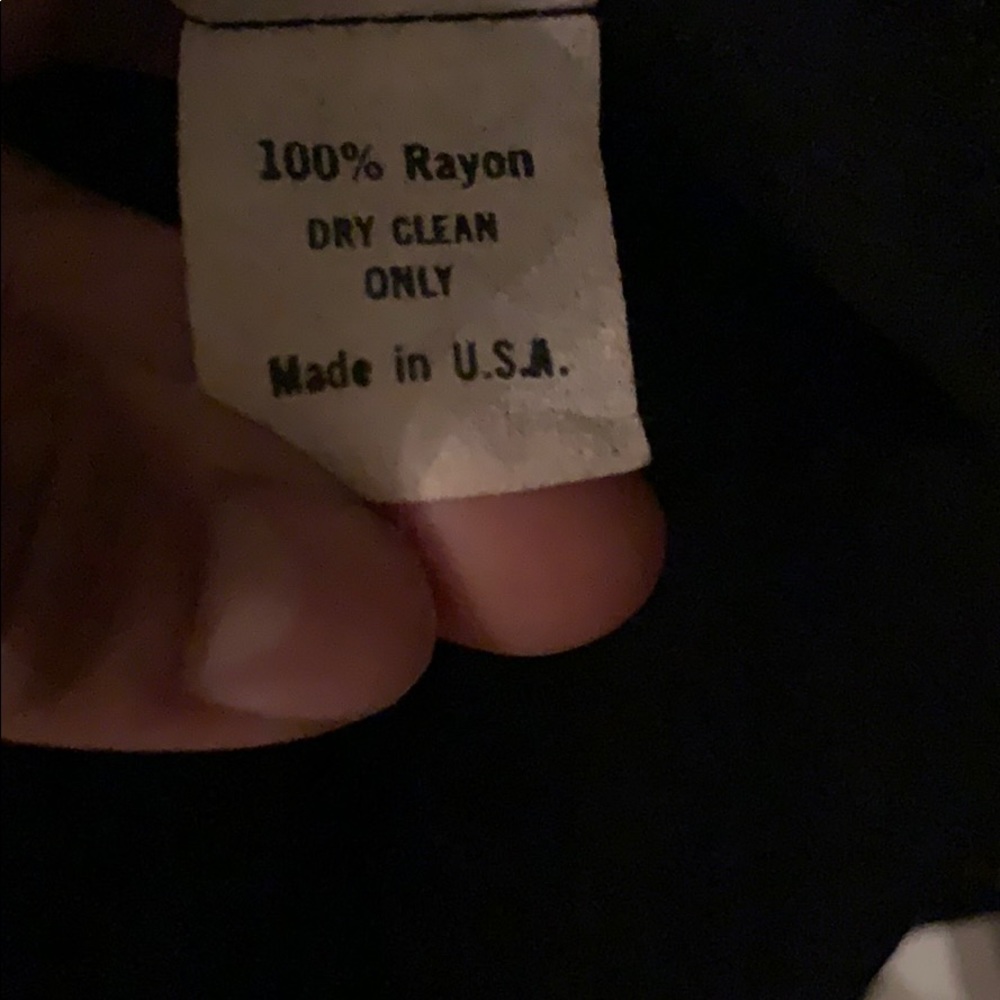 100% Rayon
DRY CLEAN
ONLY
Made in U.S.A.